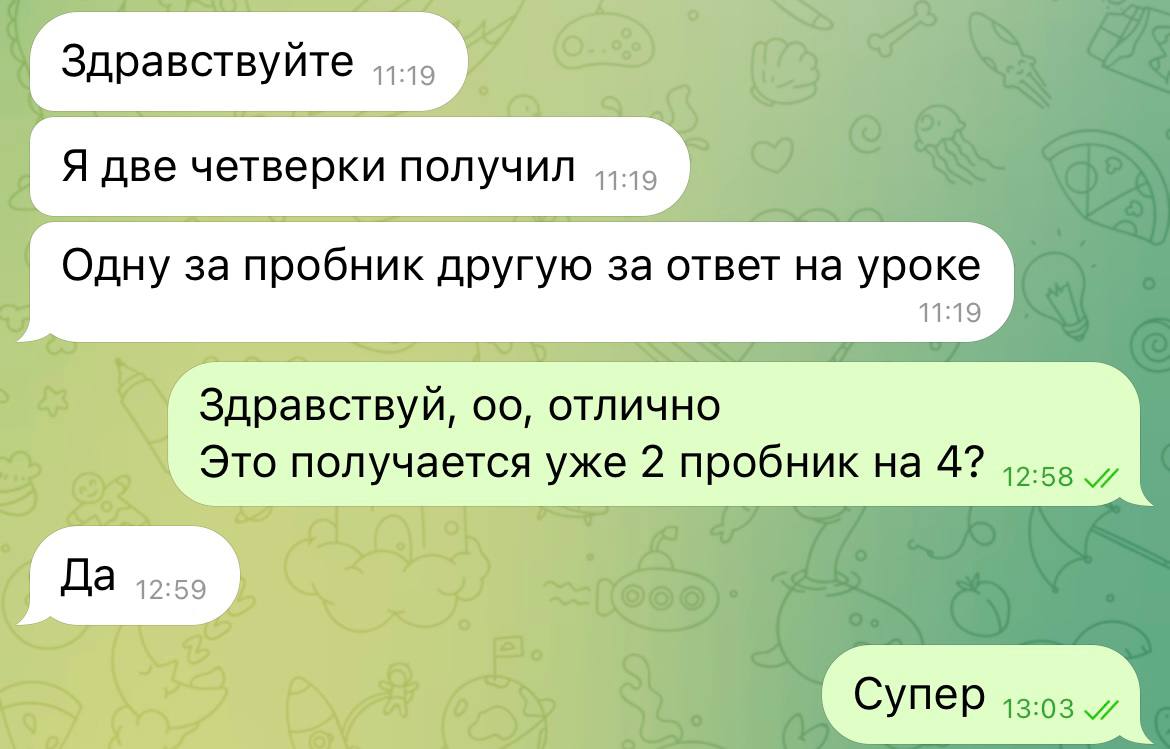 Здравствуйте 11:19
Я две четверки получил 11:19
Одну за пробник другую за ответ на уроке
11:19
Здравствуй, оо, отлично
Это получается уже 2 пробник на 4? 12:58
Да 12:59
Супер 13:03